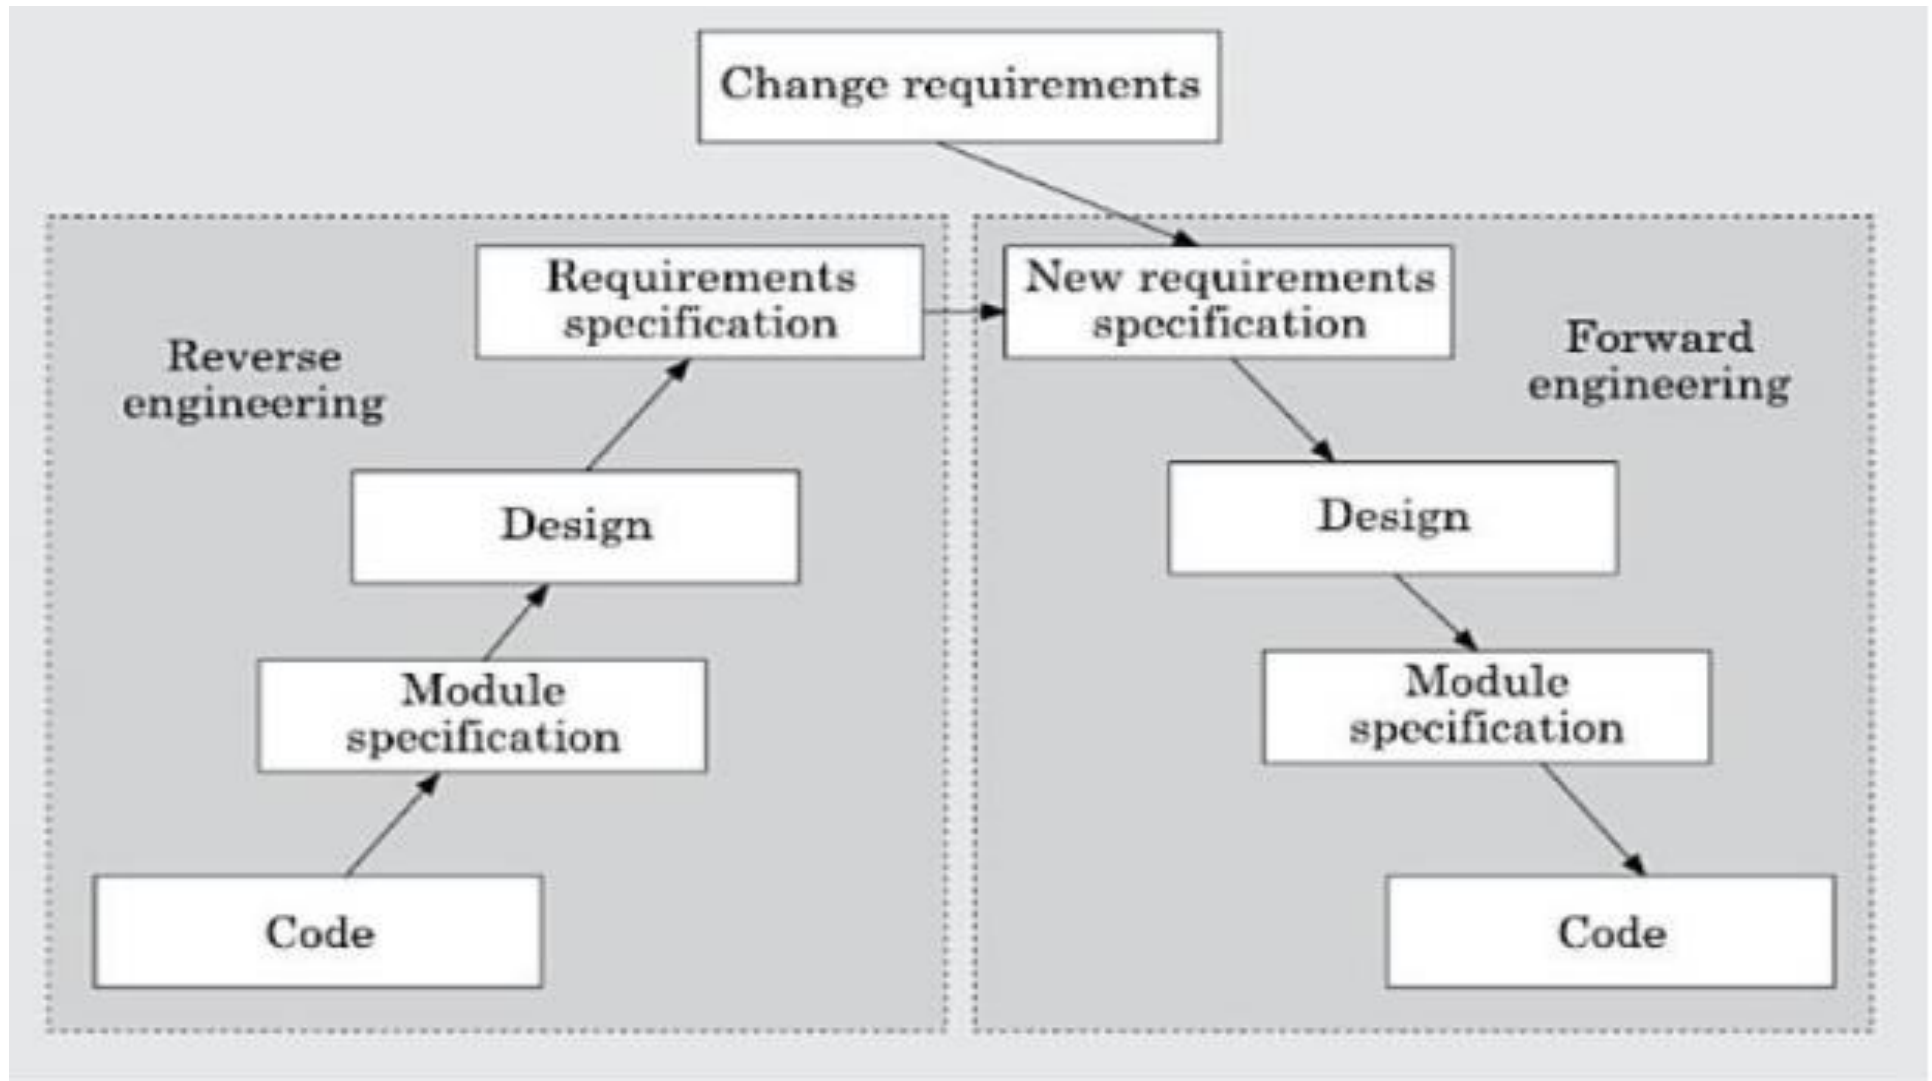 Change requirements
Requirements
specification
New requirements
specification
Reverse
engineering
Forward
engineering
Design
Design
Module
specification
Module
specification
Code
Code